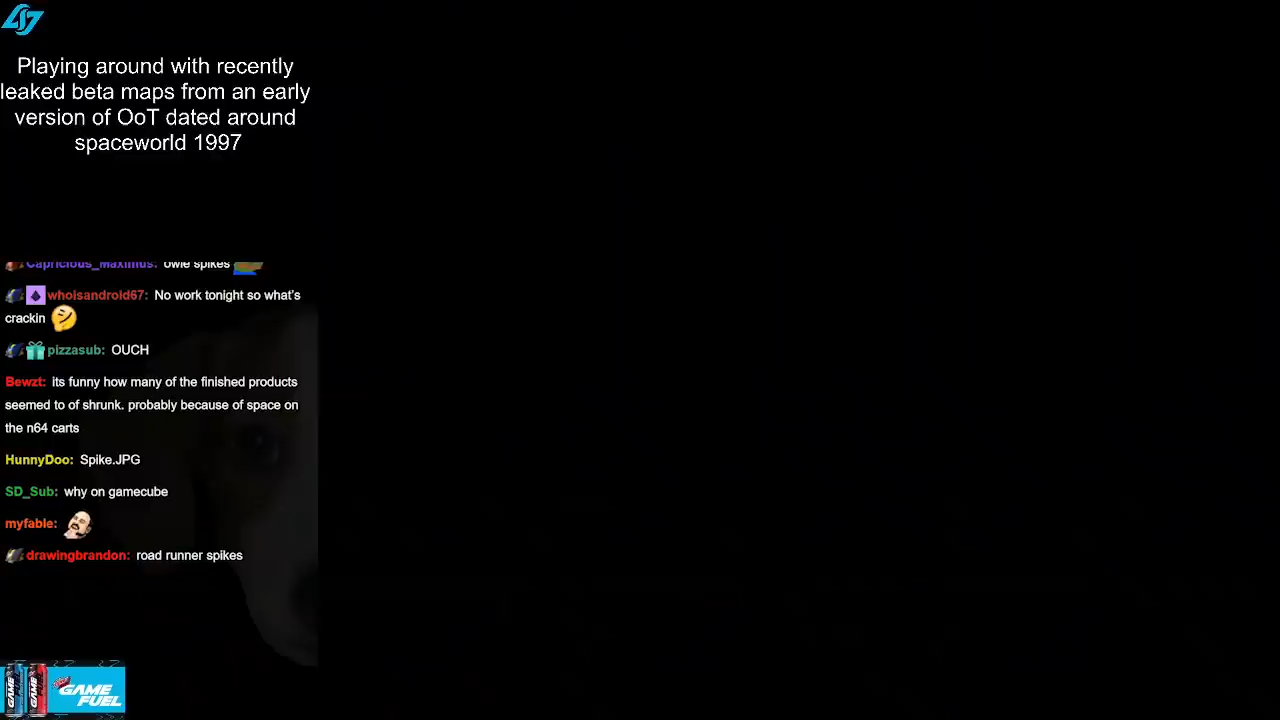 Playing around with recently
leaked beta maps from an early
version of OoT dated around
spaceworld 1997
Capricious_Maximus: owie spikes
whoisandroid67: No work tonight so what's
crackin
pizzasub: OUCH
Bewzt: its funny how many of the finished products
seemed to of shrunk. probably because of space on
the n64 carts
HunnyDoo: Spike.JPG
SD_Sub: why on gamecube
myfable:
drawingbrandon: road runner spikes
GAME
FUEL